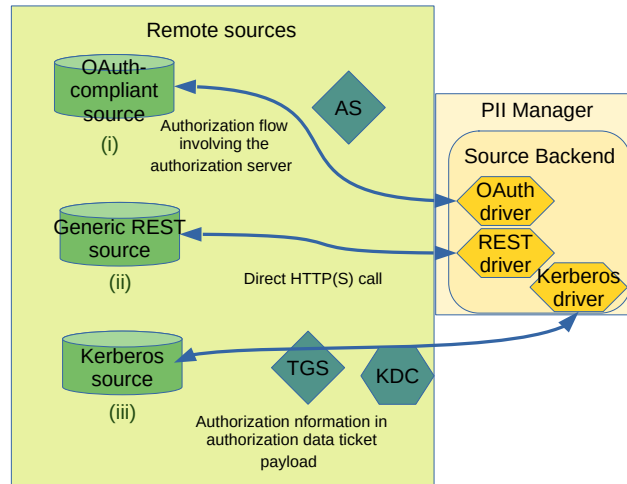 Remote sources
OAuth-
compliant
source
(i)
AS
Authorization flow
involving the
authorization server
PII Manager
Source Backend
OAuth
driver
Generic REST
source
(ii)
REST
driver
Direct HTTP(S) call
Kerberos
driver
Kerberos
source
(iii)
TGS
KDC
Authorization nformation in
authorization data ticket
payload